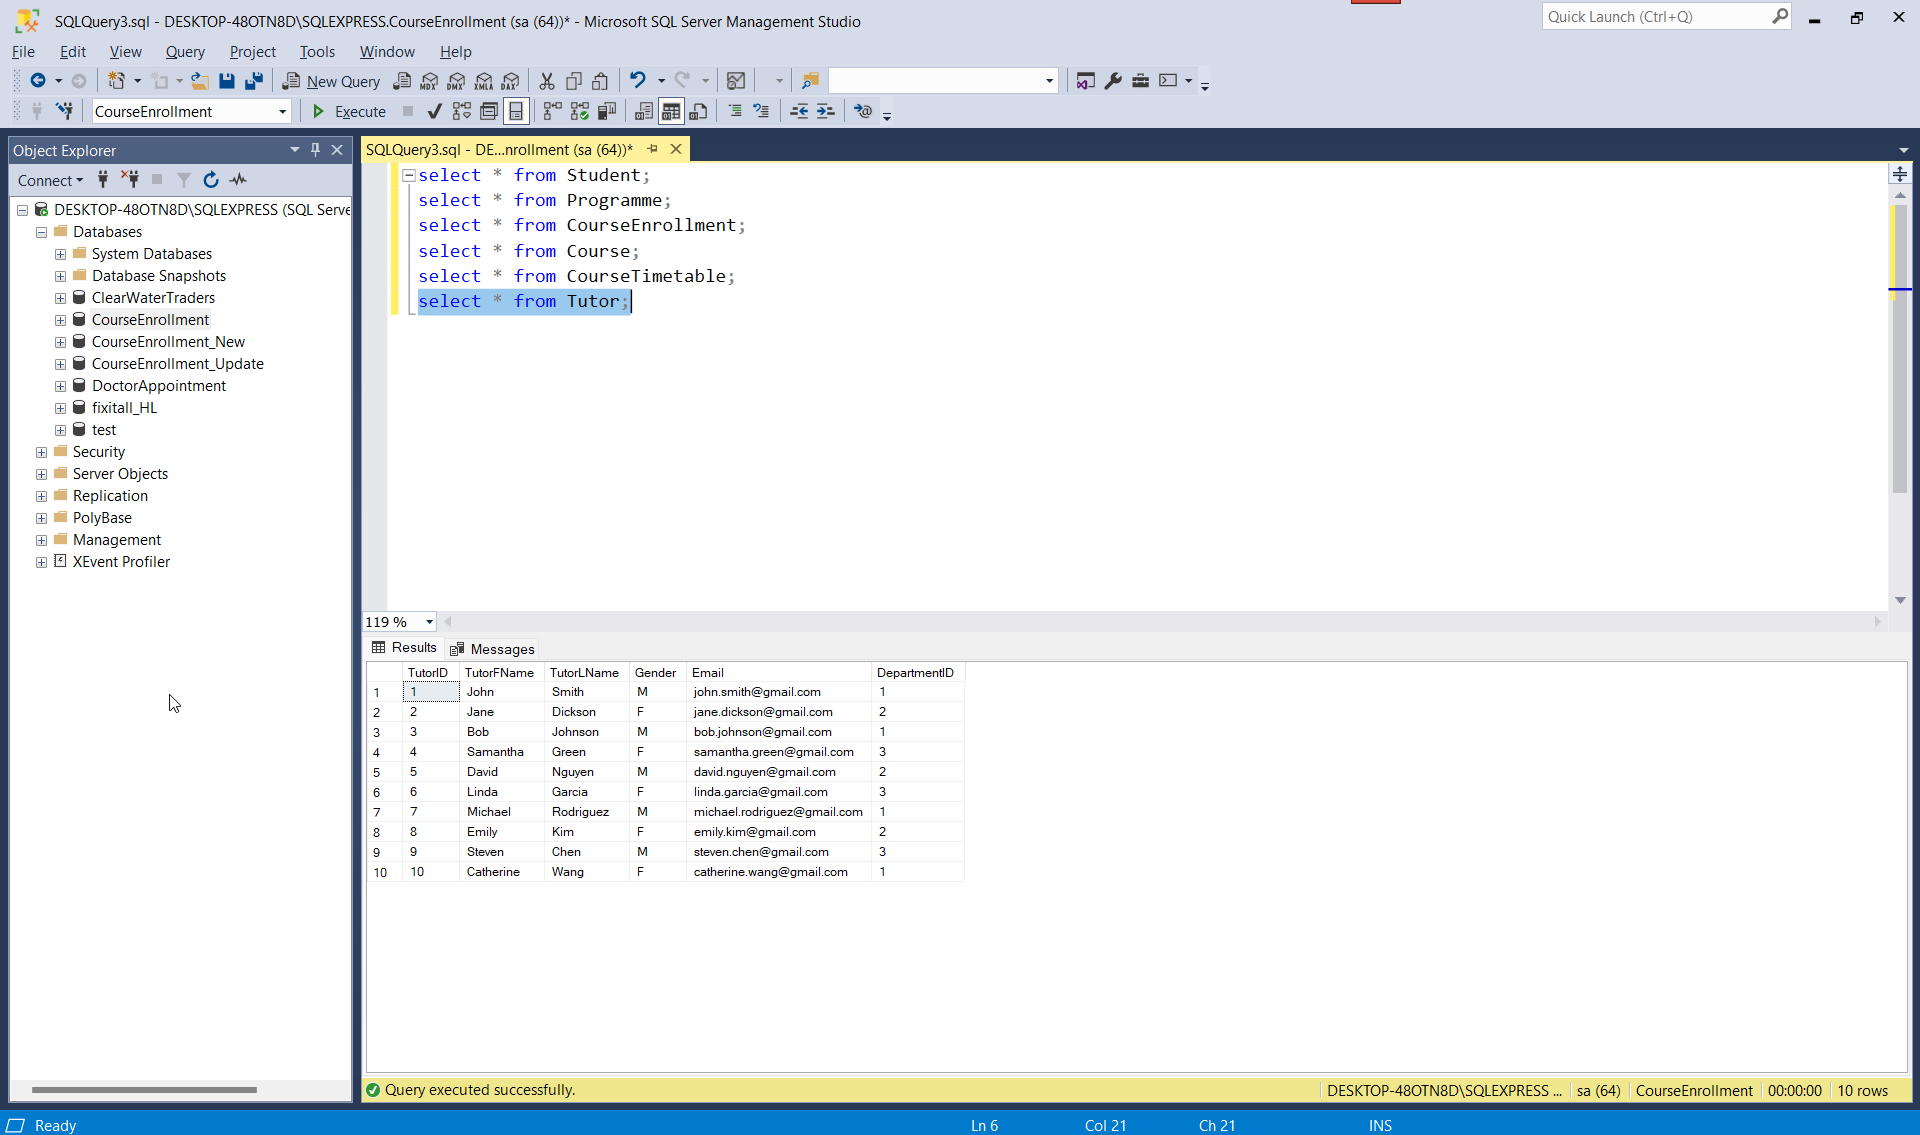 SQLQuery3.sql - DESKTOP-48OTN8D\SQLEXPRESS.CourseEnrollment (sa (64))* - Microsoft SQL Server Management Studio
Quick Launch (Ctrl+Q)
File Edit View Query Project Tools Window Help
New Query MDX DMX XMLA DAX
CourseEnrollment Execute
Object Explorer
Connect
DESKTOP-48OTN8D\SQLEXPRESS (SQL Serve
Databases
System Databases
Database Snapshots
ClearWaterTraders
CourseEnrollment
CourseEnrollment_New
CourseEnrollment_Update
DoctorAppointment
fixitall_HL
test
Security
Server Objects
Replication
PolyBase
Management
XEvent Profiler
SQLQuery3.sql - DE...nrollment (sa (64))*
select * from Student;
select * from Programme;
select * from CourseEnrollment;
select * from Course;
select * from CourseTimetable;
select * from Tutor;
119 %
Results Messages
TutorID TutorFName TutorLName Gender Email DepartmentID
1 1 John Smith M john.smith@gmail.com 1
2 2 Jane Dickson F jane.dickson@gmail.com 2
3 3 Bob Johnson M bob.johnson@gmail.com 1
4 4 Samantha Green F samantha.green@gmail.com 3
5 5 David Nguyen M david.nguyen@gmail.com 2
6 6 Linda Garcia F linda.garcia@gmail.com 3
7 7 Michael Rodriguez M michael.rodriguez@gmail.com 1
8 8 Emily Kim F emily.kim@gmail.com 2
9 9 Steven Chen M steven.chen@gmail.com 3
10 10 Catherine Wang F catherine.wang@gmail.com 1
Query executed successfully. DESKTOP-48OTN8D\SQLEXPRESS ... sa (64) CourseEnrollment 00:00:00 10 rows
Ready Ln 6 Col 21 Ch 21 INS